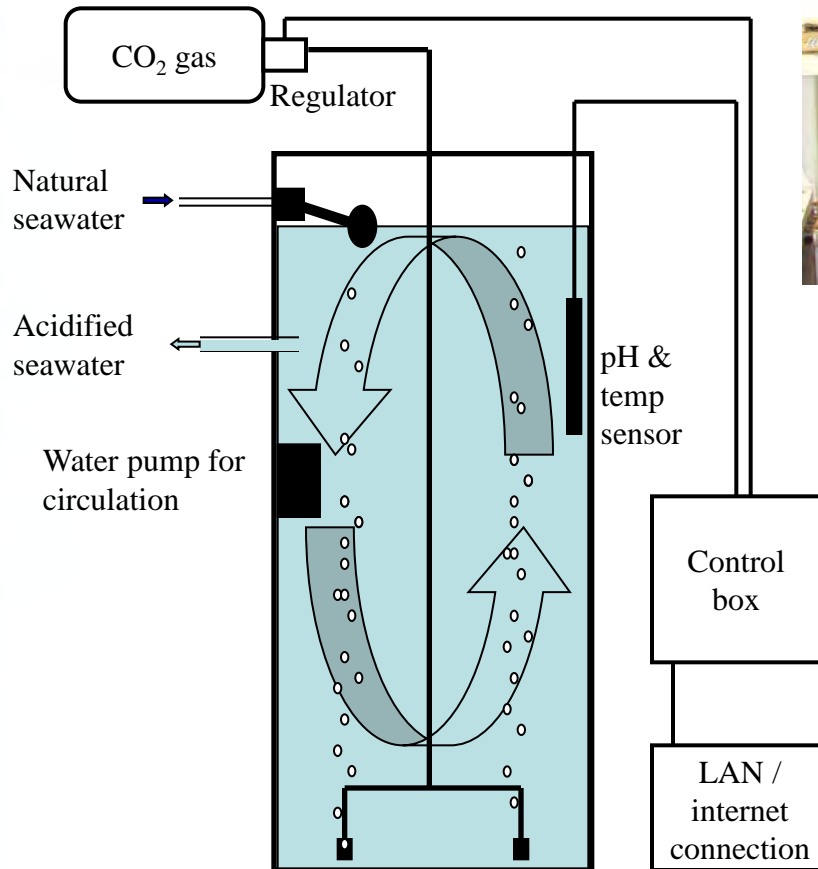 CO₂ gas
Regulator
Natural
seawater
Acidified
seawater
pH &
temp
sensor
Water pump for
circulation
Control
box
LAN /
internet
connection